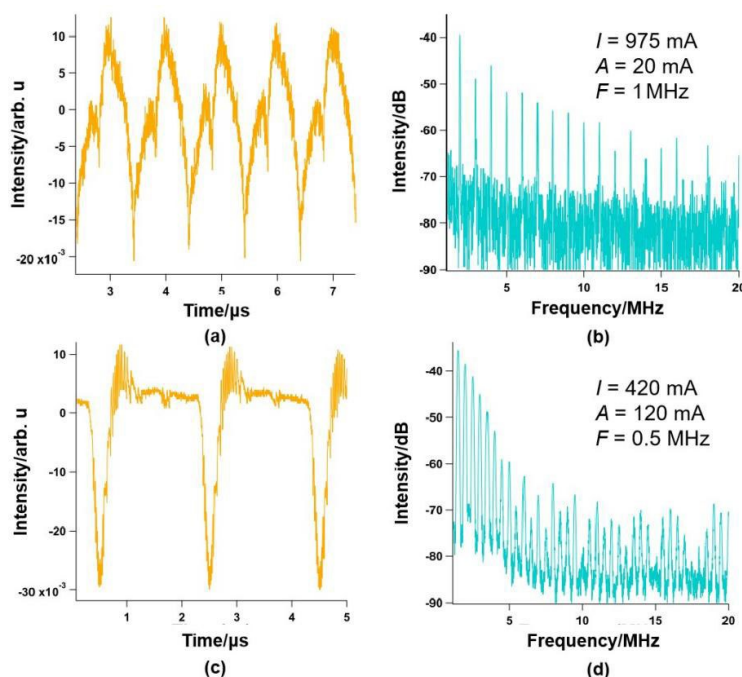 10
5
0
-5
-10
-15
-20 x10⁻³
Intensity/arb. u
3
4
5
6
7
Time/µs
(a)
-40
-50
-60
-70
-80
-90
Intensity/dB
I = 975 mA
A = 20 mA
F = 1 MHz
5
10
15
20
Frequency/MHz
(b)
10
0
-10
-20
-30 x10⁻³
Intensity/arb. u
1
2
3
4
5
Time/µs
(c)
-40
-50
-60
-70
-80
-90
Intensity/dB
I = 420 mA
A = 120 mA
F = 0.5 MHz
5
10
15
20
Frequency/MHz
(d)